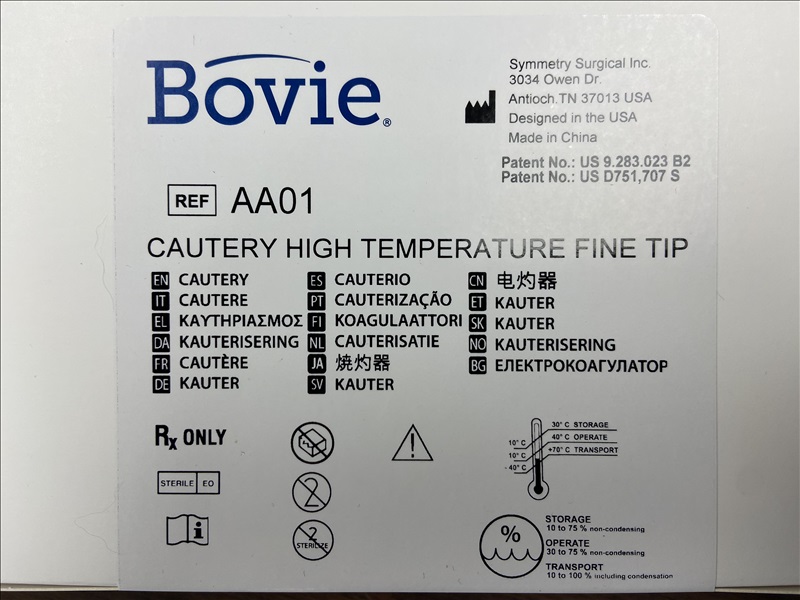 Bovie®
Symmetry Surgical Inc.
3034 Owen Dr.
Antioch,TN 37013 USA
Designed in the USA
Made in China
Patent No.: US 9.283.023 B2
Patent No.: US D751,707 S
REF AA01
CAUTERY HIGH TEMPERATURE FINE TIP
EN CAUTERY
IT CAUTERE
EL ΚΑΥΤΗΡΙΑΣΜΟΣ
DA KAUTERISERING
FR CAUTÈRE
DE KAUTER
ES CAUTERIO
PT CAUTERIZAÇÃO
FI KOAGULAATTORI
NL CAUTERISATIE
JA 焼灼器
SV KAUTER
CN 电灼器
ET KAUTER
SK KAUTER
NO KAUTERISERING
BG ЕЛЕКТРОКОАГУЛАТОР
Rx ONLY
STERILE EO
i
2
2
STERILIZE
30° C STORAGE
40° C OPERATE
+70° C TRANSPORT
10° C
10° C
- 40° C
%
STORAGE
10 to 75 % non-condensing
OPERATE
30 to 75 % non-condensing
TRANSPORT
10 to 100 % including condensation